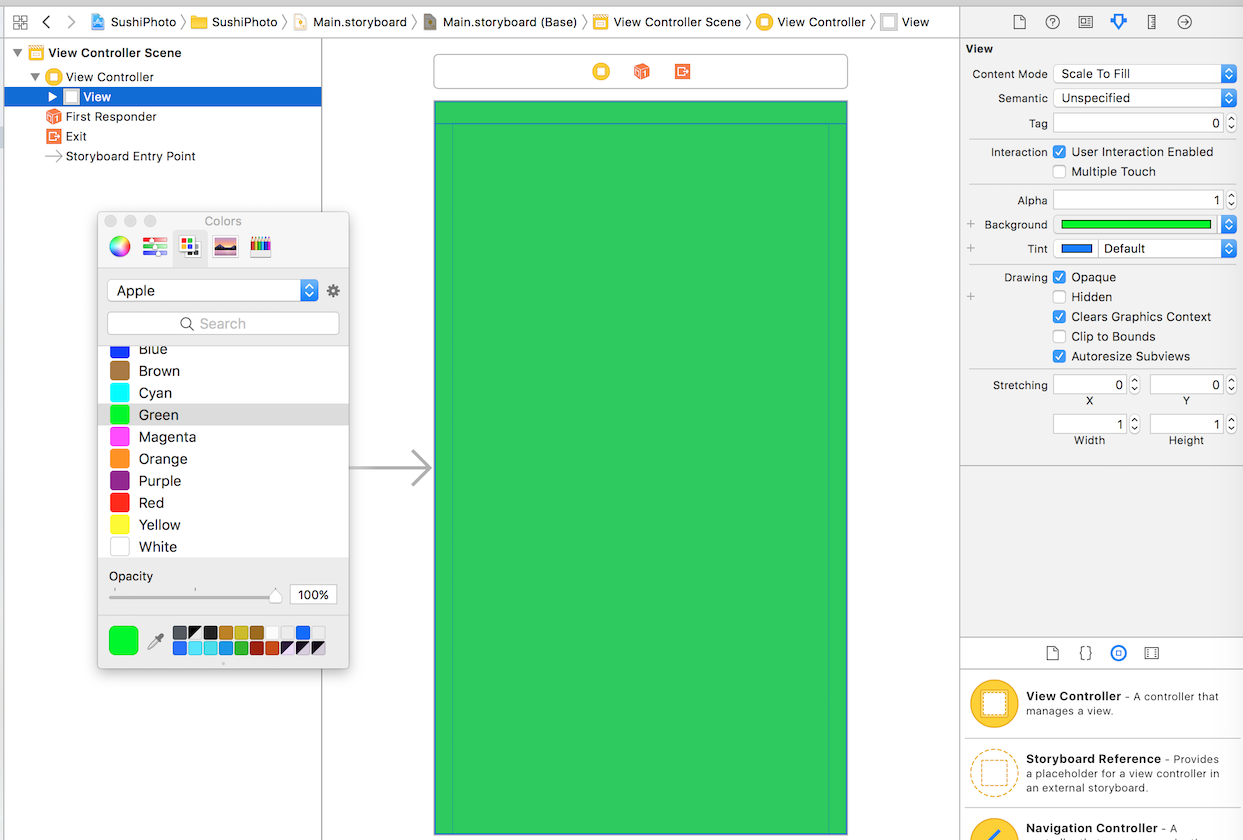 SushiPhoto SushiPhoto Main.storyboard Main.storyboard (Base) View Controller Scene View Controller View
View Controller Scene
View Controller
View
First Responder
Exit
Storyboard Entry Point
Colors
Apple
Search
Blue
Brown
Cyan
Green
Magenta
Orange
Purple
Red
Yellow
White
Opacity
100%
View
Content Mode Scale To Fill
Semantic Unspecified
Tag 0
Interaction User Interaction Enabled
Multiple Touch
Alpha 1
Background
Tint Default
Drawing Opaque
Hidden
Clears Graphics Context
Clip to Bounds
Autoresize Subviews
Stretching 0 0
X Y
1 1
Width Height
View Controller - A controller that
manages a view.
Storyboard Reference - Provides
a placeholder for a view controller in
an external storyboard.
Navigation Controller - A